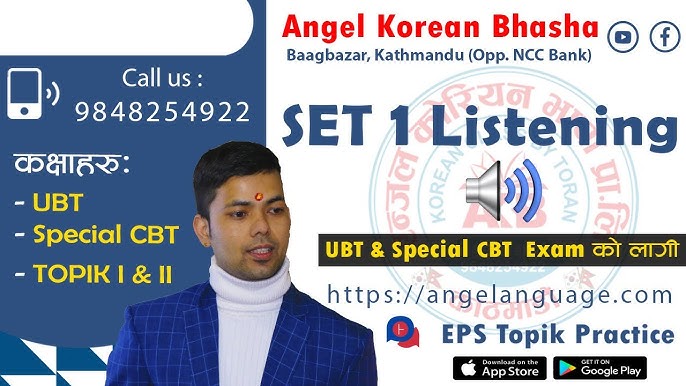 Angel Korean Bhasha
Baagbazar, Kathmandu (Opp. NCC Bank)
Call us :
9848254922
SET 1 Listening
कक्षाहरु:
- UBT
- Special CBT
- TOPIK I & II
UBT & Special CBT Exam को लागी
https://angelanguage.com
EPS Topik Practice
Download on the
App Store
GET IT ON
Google Play